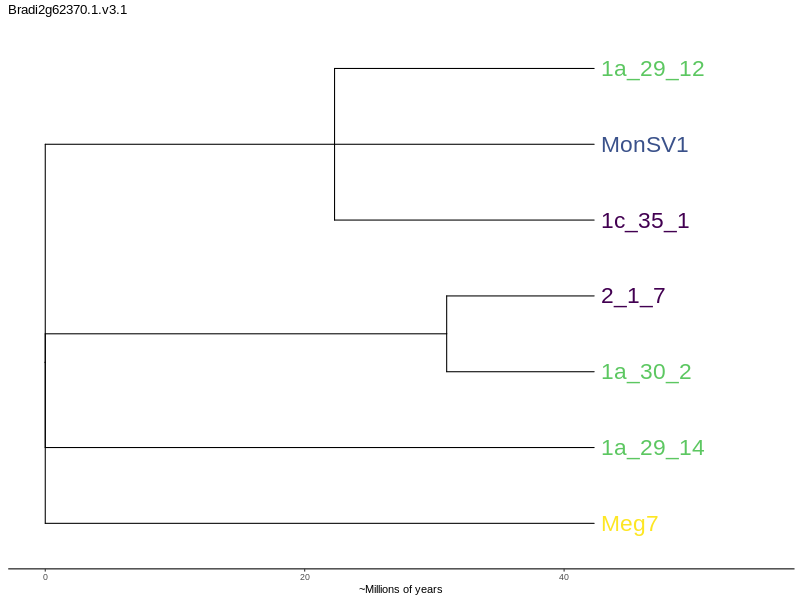 Bradi2g62370.1.v3.1
1a_29_12
MonSV1
1c_35_1
2_1_7
1a_30_2
1a_29_14
Meg7
0 20 40
~Millions of years